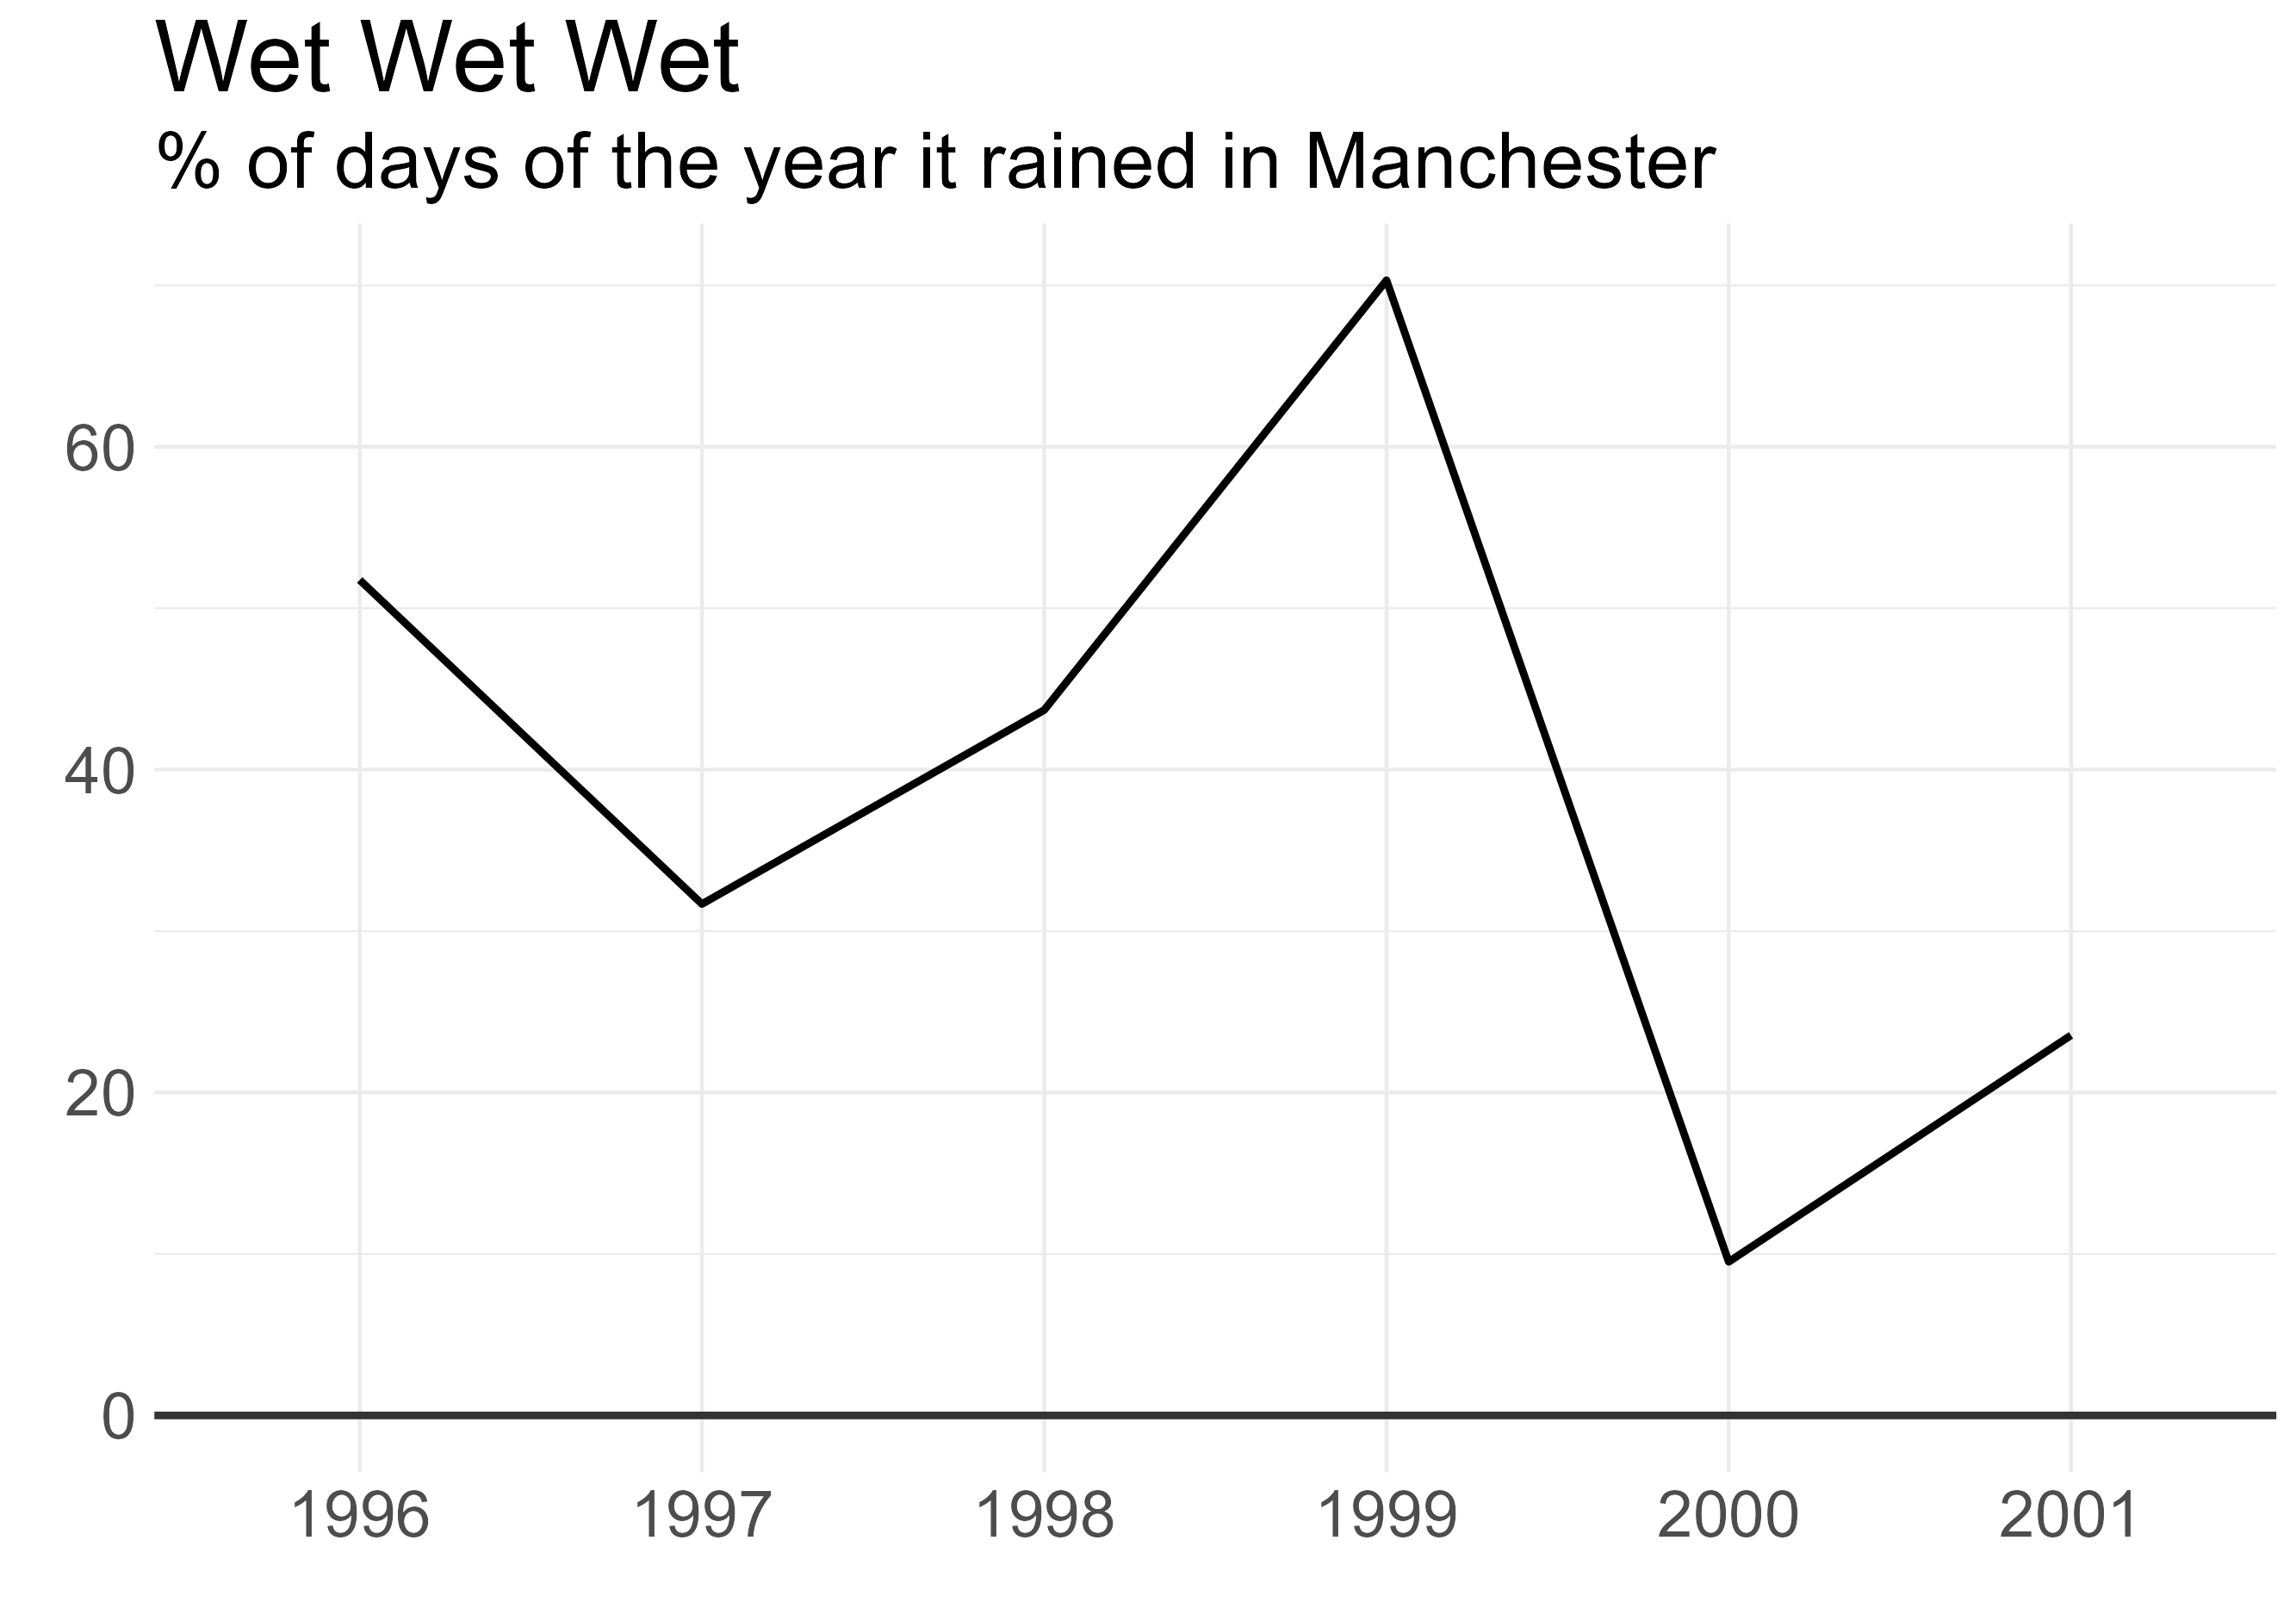 Wet Wet Wet
% of days of the year it rained in Manchester
60
40
20
0
1996 1997 1998 1999 2000 2001